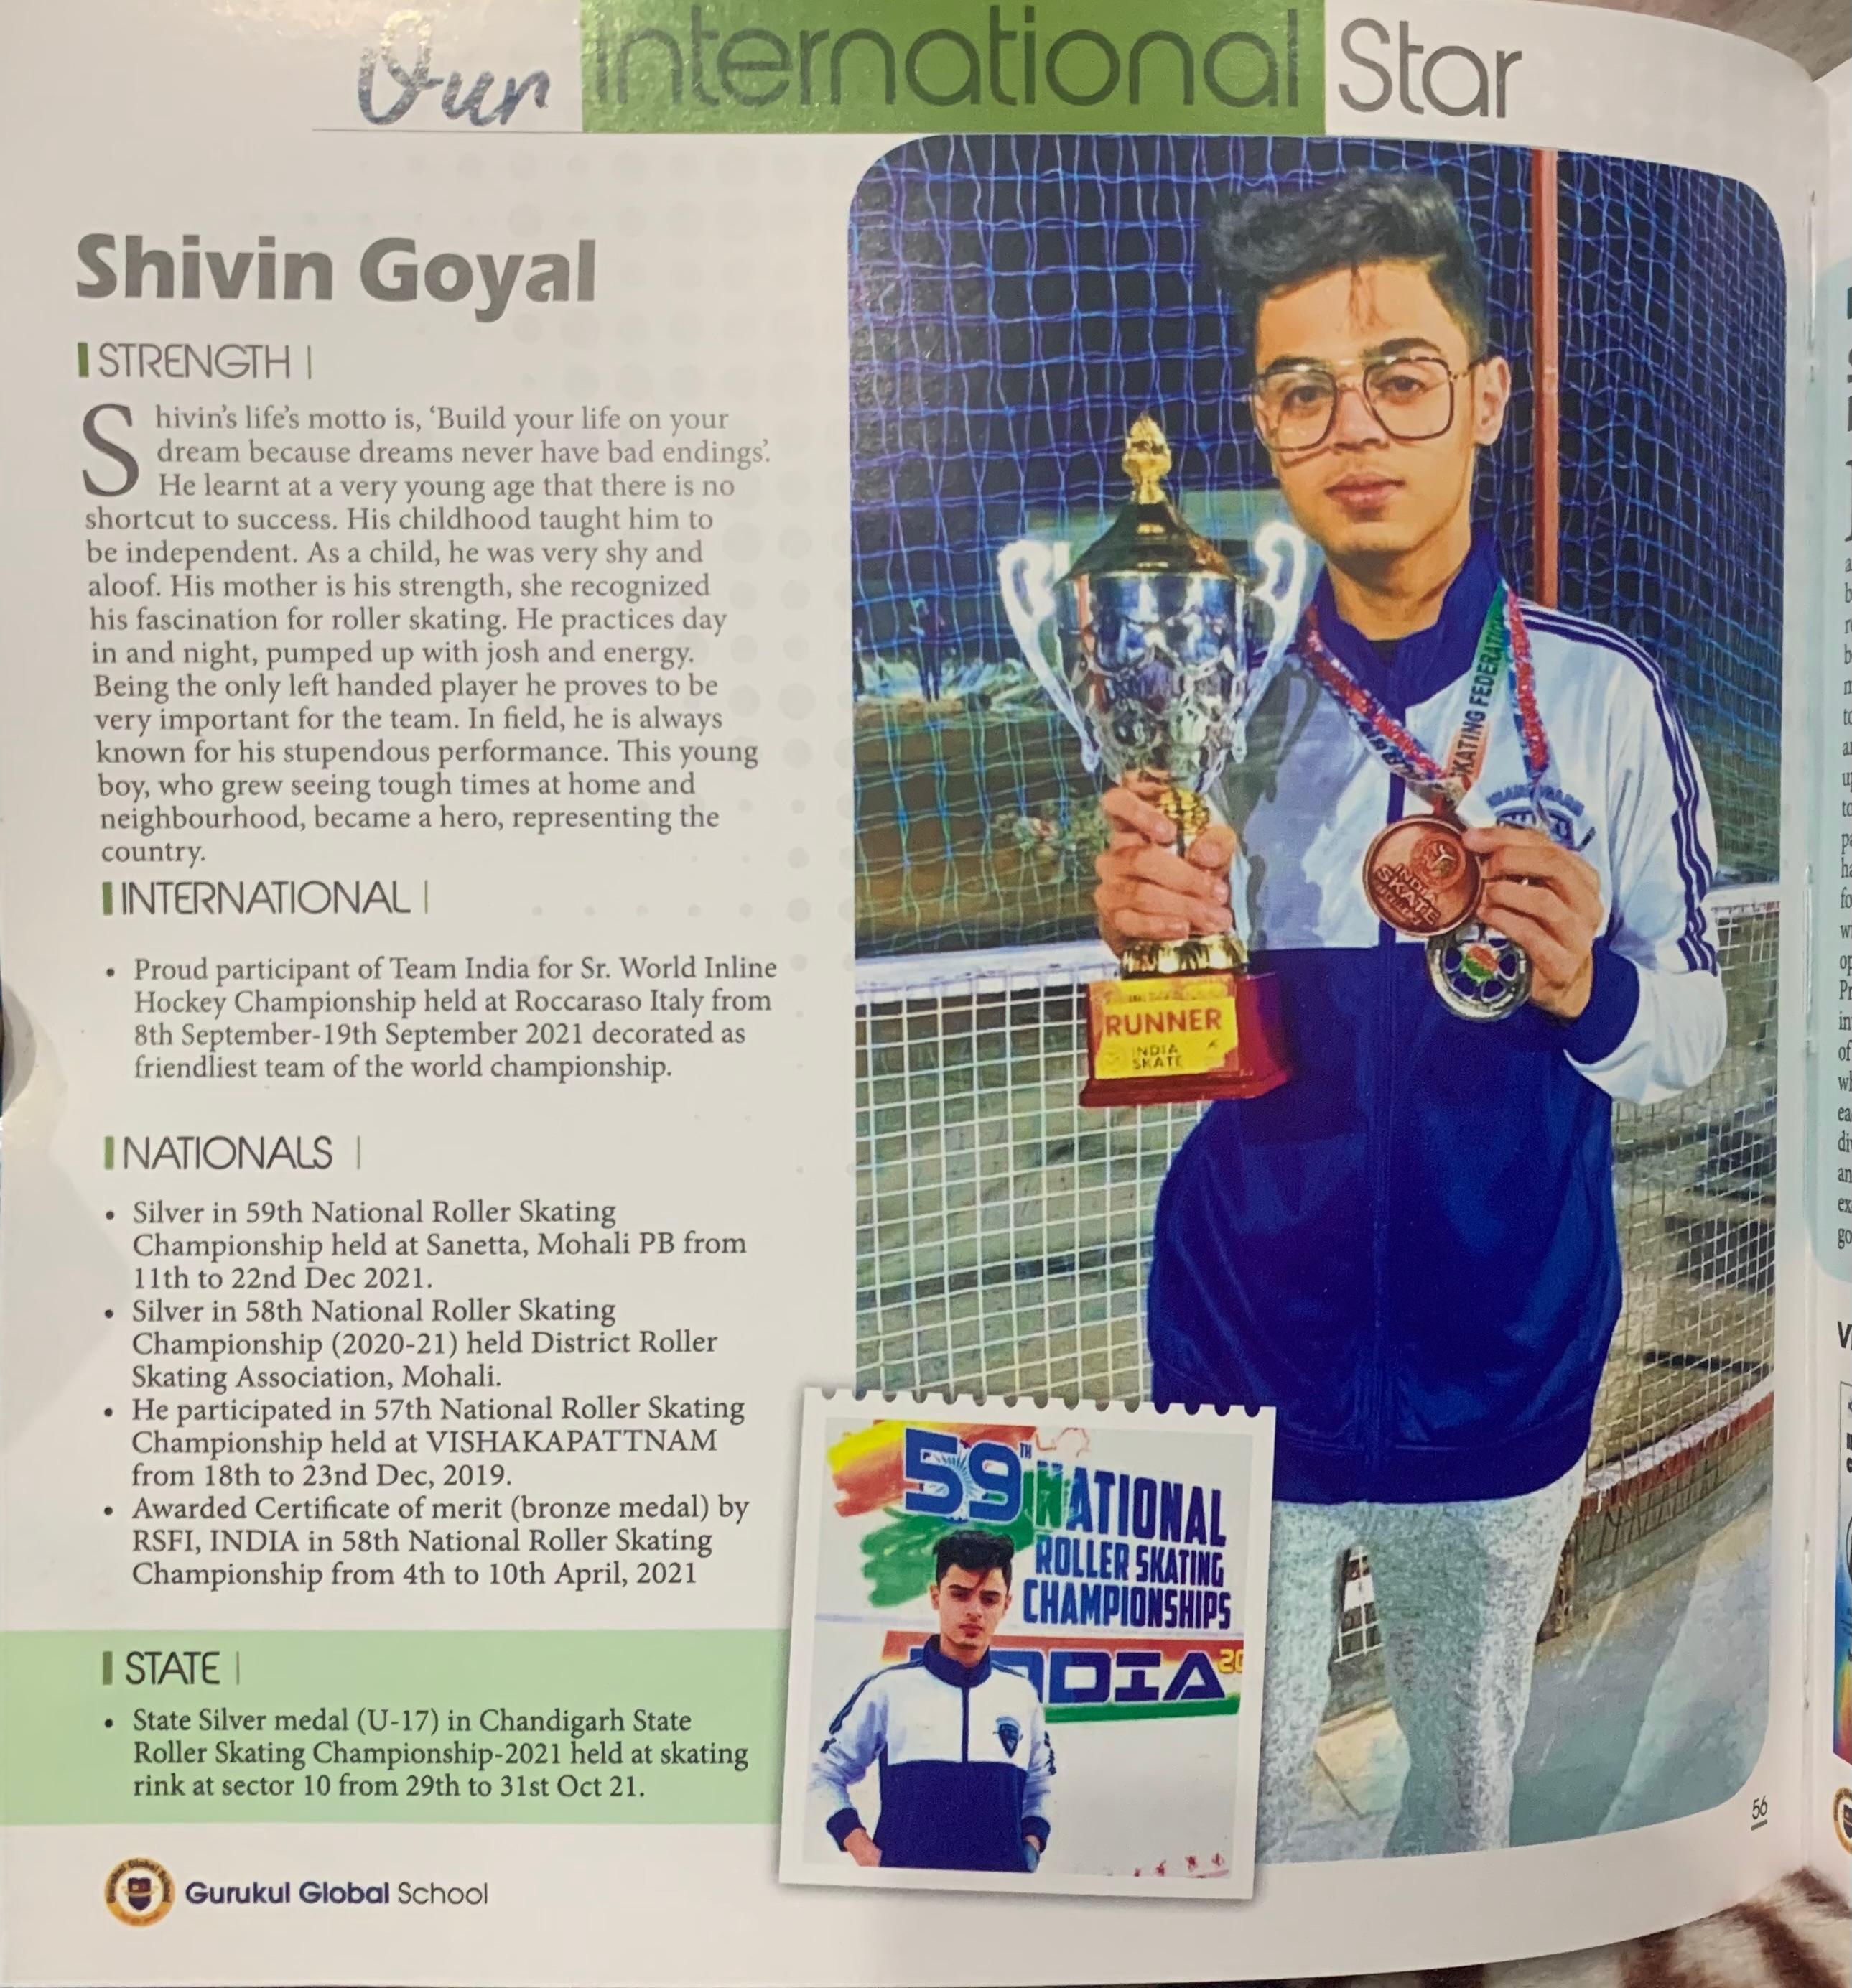 Our International Star
Shivin Goyal
STRENGTH
Shivin's life's motto is, 'Build your life on your
dream because dreams never have bad endings'.
He learnt at a very young age that there is no
shortcut to success. His childhood taught him to
be independent. As a child, he was very shy and
aloof. His mother is his strength, she recognized
his fascination for roller skating. He practices day
in and night, pumped up with josh and energy.
Being the only left handed player he proves to be
very important for the team. In field, he is always
known for his stupendous performance. This young
boy, who grew seeing tough times at home and
neighbourhood, became a hero, representing the
country.
INTERNATIONAL
• Proud participant of Team India for Sr. World Inline
Hockey Championship held at Roccaraso Italy from
8th September-19th September 2021 decorated as
friendliest team of the world championship.
NATIONALS
• Silver in 59th National Roller Skating
Championship held at Sanetta, Mohali PB from
11th to 22nd Dec 2021.
• Silver in 58th National Roller Skating
Championship (2020-21) held District Roller
Skating Association, Mohali.
• He participated in 57th National Roller Skating
Championship held at VISHAKAPATTNAM
from 18th to 23nd Dec, 2019.
• Awarded Certificate of merit (bronze medal) by
RSFI, INDIA in 58th National Roller Skating
Championship from 4th to 10th April, 2021
STATE
• State Silver medal (U-17) in Chandigarh State
Roller Skating Championship-2021 held at skating
rink at sector 10 from 29th to 31st Oct 21.
Gurukul Global School
KATING FEDERATI
INDIA
SKATE
RUNNER
INDIA
SKATE
59TH NATIONAL
ROLLER SKATING
CHAMPIONSHIPS
DIA
56